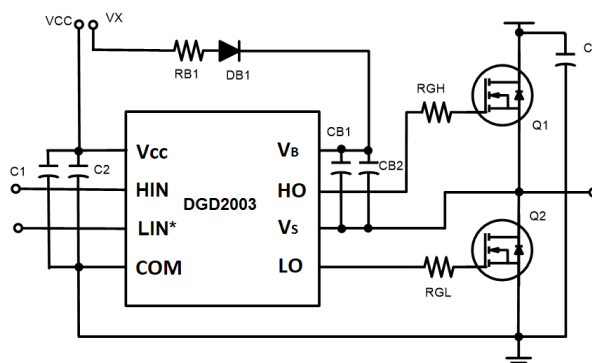 VCC VX
RB1 DB1
C
RGH
Q1
CB1
CB2
C1
C2
Vcc
HIN
LIN*
COM
DGD2003
VB
HO
VS
LO
RGL
Q2